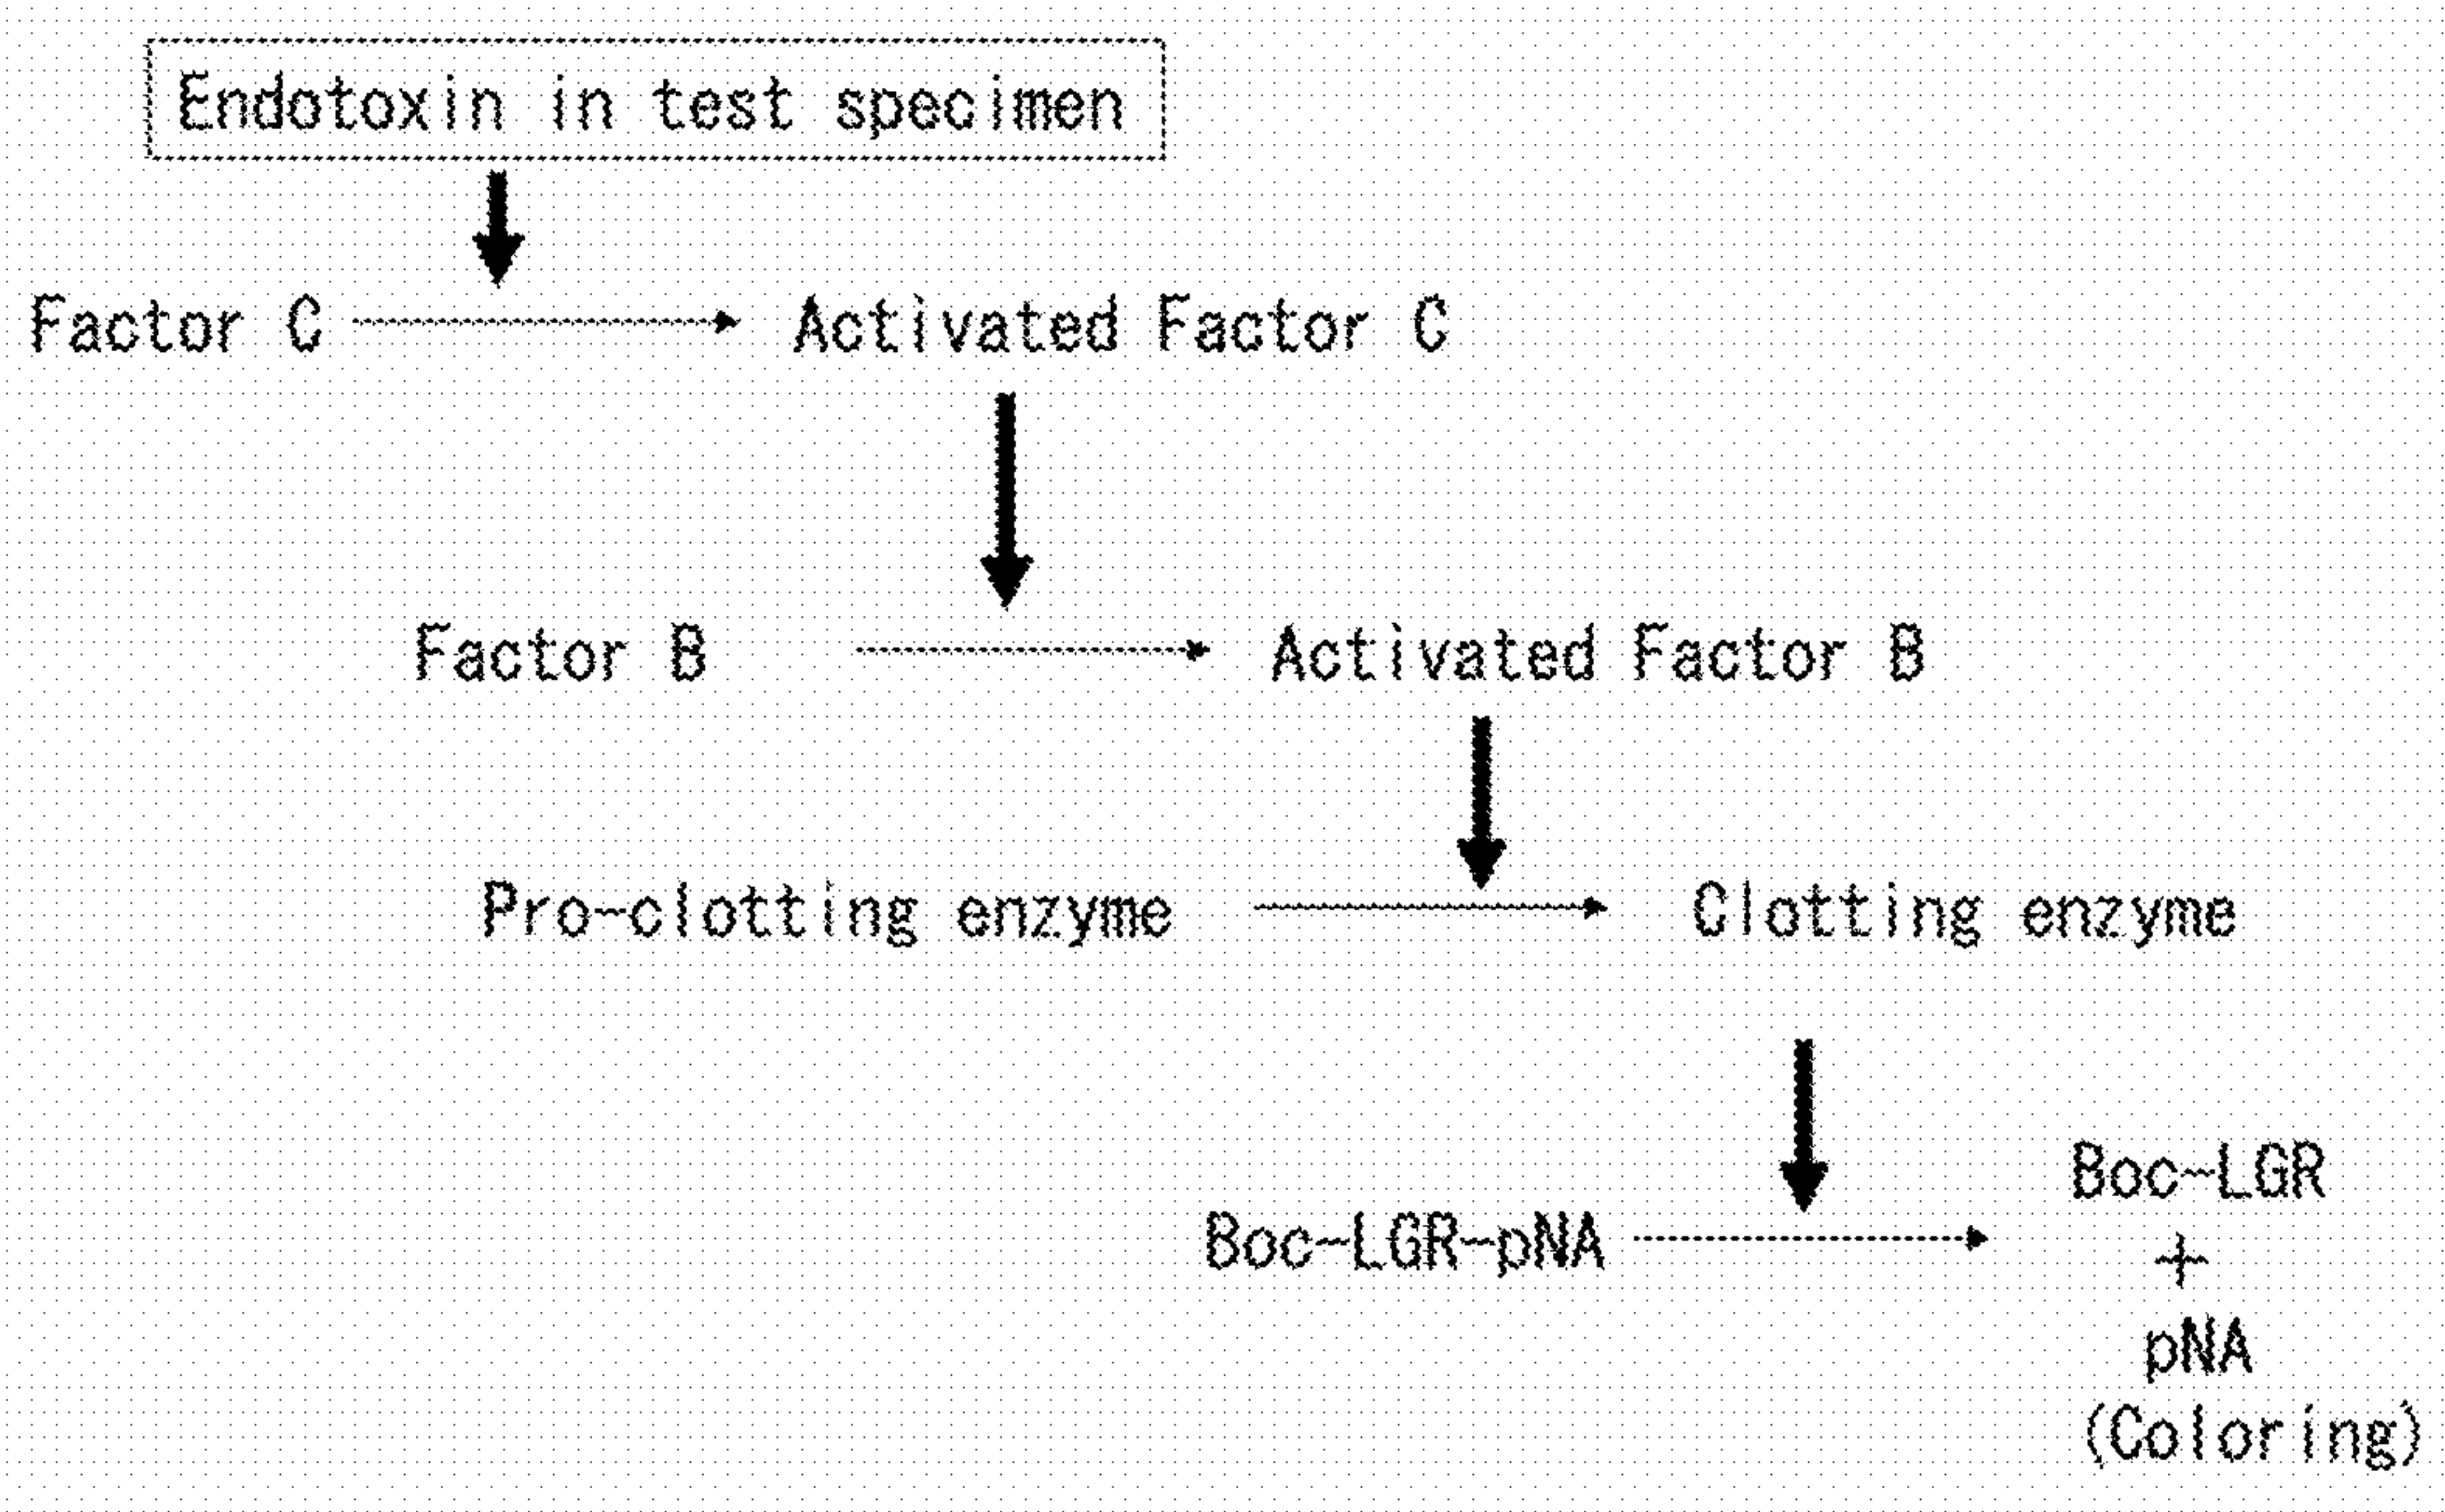 Endotoxin in test specimen
Factor C
Activated Factor C
Factor B
Activated Factor B
Pro-clotting enzyme
Clotting enzyme
Boc-LGR-pNA
Boc-LGR
+
pNA
(Coloring)